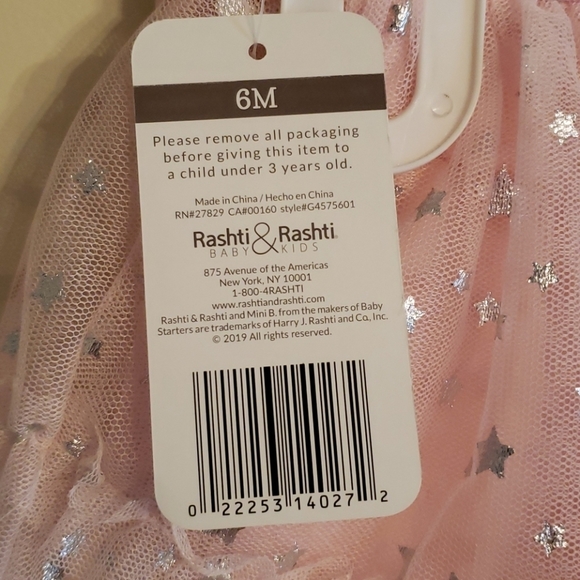 6M
Please remove all packaging
before giving this item to
a child under 3 years old.
Made in China / Hecho en China
RN#27829 CA#00160 style#G4575601
Rashti & Rashti®
BABY KIDS
875 Avenue of the Americas
New York, NY 10001
1-800-4RASHTI
www.rashtiandrashti.com
Rashti & Rashti and Mini B. from the makers of Baby
Starters are trademarks of Harry J. Rashti and Co., Inc.
© 2019 All rights reserved.
0 22253 14027 2